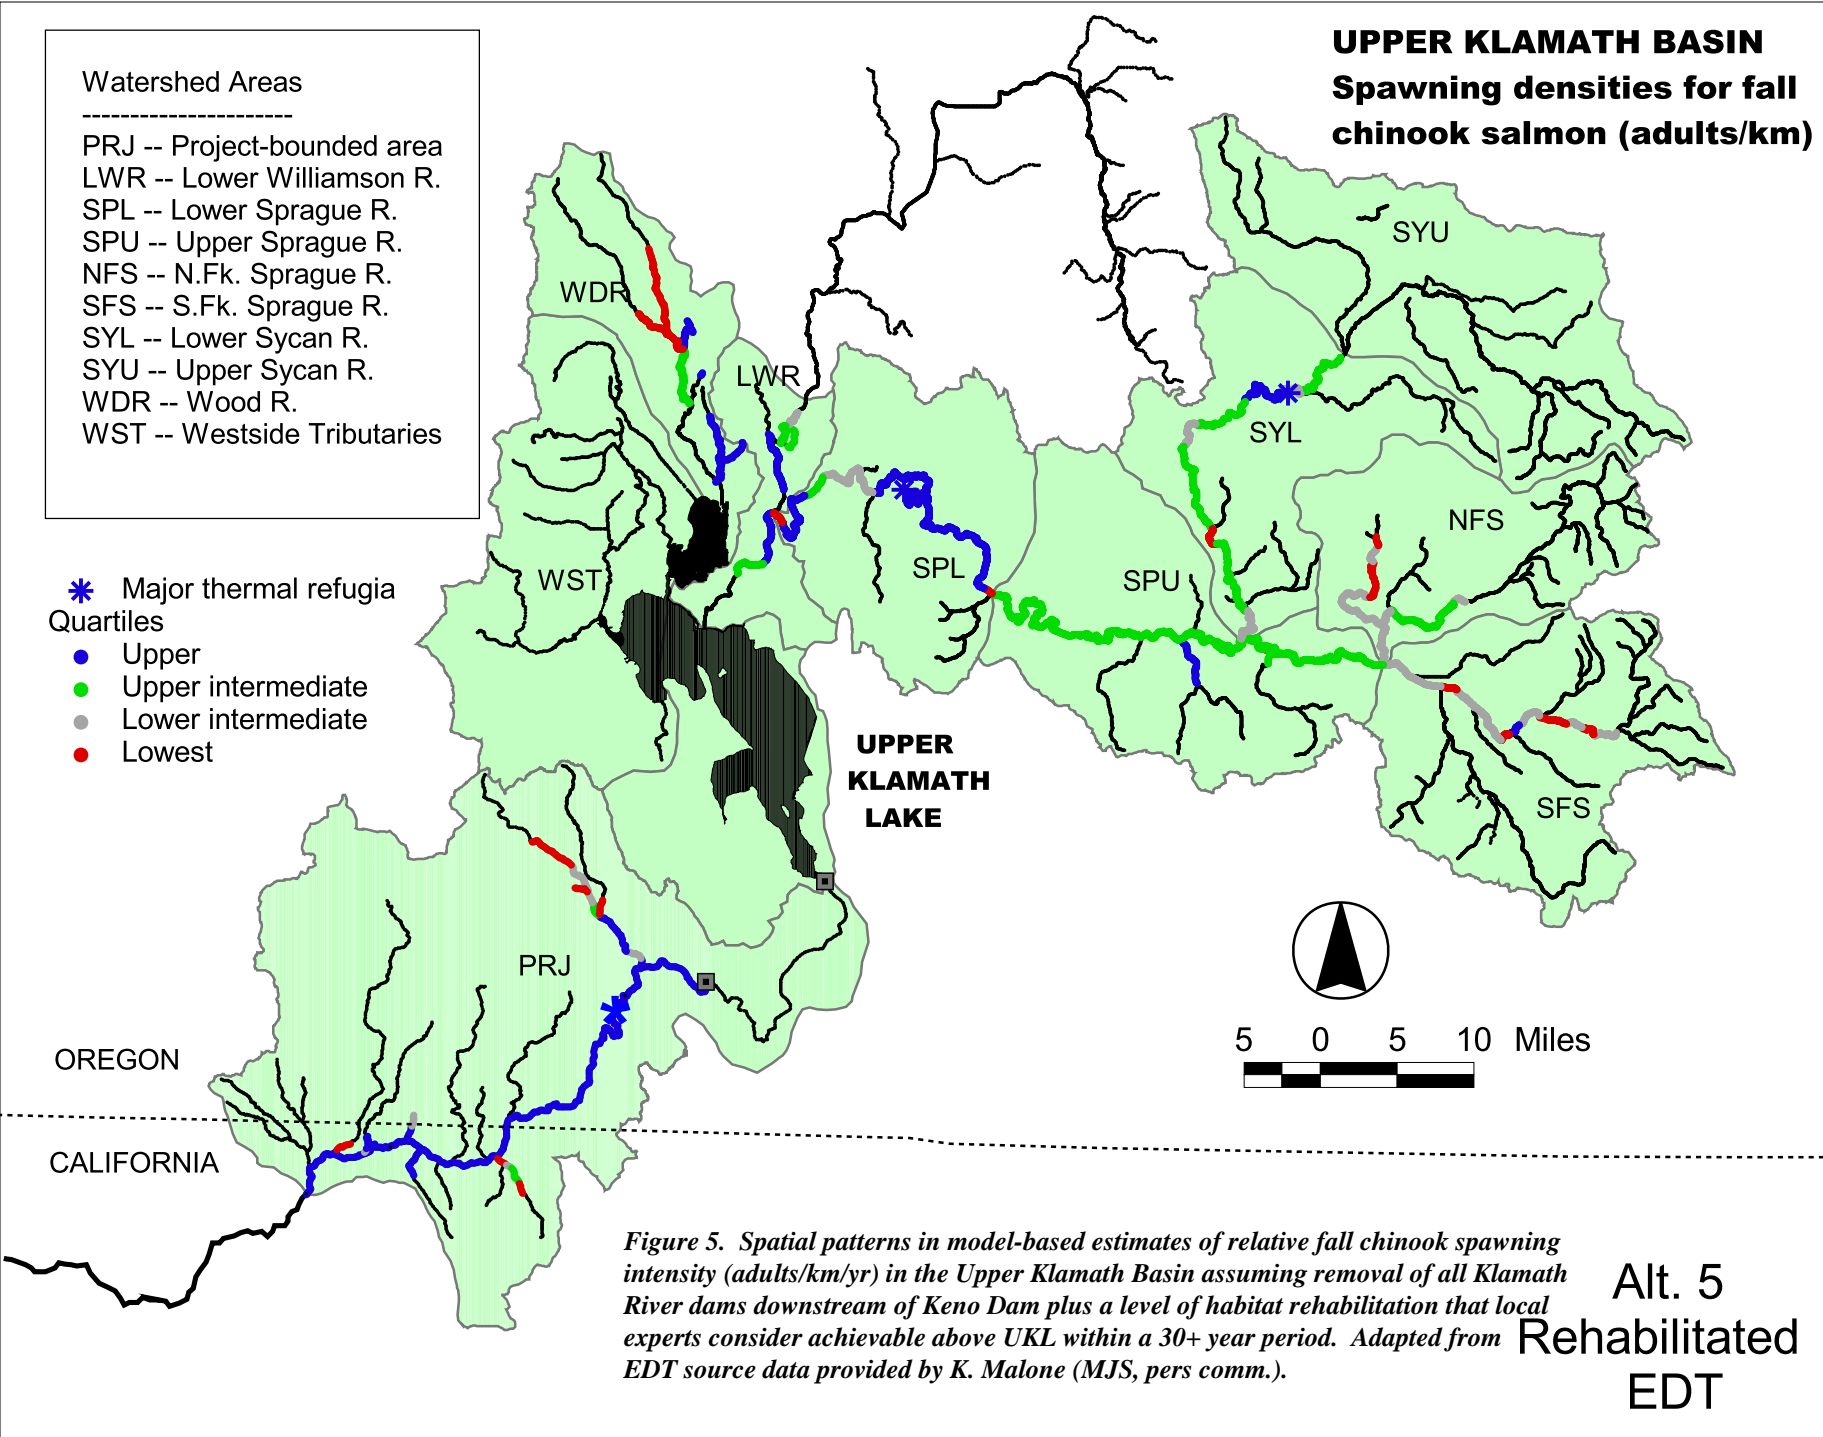 UPPER KLAMATH BASIN
Spawning densities for fall
chinook salmon (adults/km)
Watershed Areas
----------------------
PRJ -- Project-bounded area
LWR -- Lower Williamson R.
SPL -- Lower Sprague R.
SPU -- Upper Sprague R.
NFS -- N.Fk. Sprague R.
SFS -- S.Fk. Sprague R.
SYL -- Lower Sycan R.
SYU -- Upper Sycan R.
WDR -- Wood R.
WST -- Westside Tributaries
Major thermal refugia
Quartiles
Upper
Upper intermediate
Lower intermediate
Lowest
SYU
WDR
LWR
SYL
NFS
SPL
SPU
WST
UPPER
KLAMATH
LAKE
SFS
PRJ
OREGON
CALIFORNIA
5 0 5 10 Miles
Figure 5. Spatial patterns in model-based estimates of relative fall chinook spawning
intensity (adults/km/yr) in the Upper Klamath Basin assuming removal of all Klamath
River dams downstream of Keno Dam plus a level of habitat rehabilitation that local
experts consider achievable above UKL within a 30+ year period. Adapted from
EDT source data provided by K. Malone (MJS, pers comm.).
Alt. 5
Rehabilitated
EDT